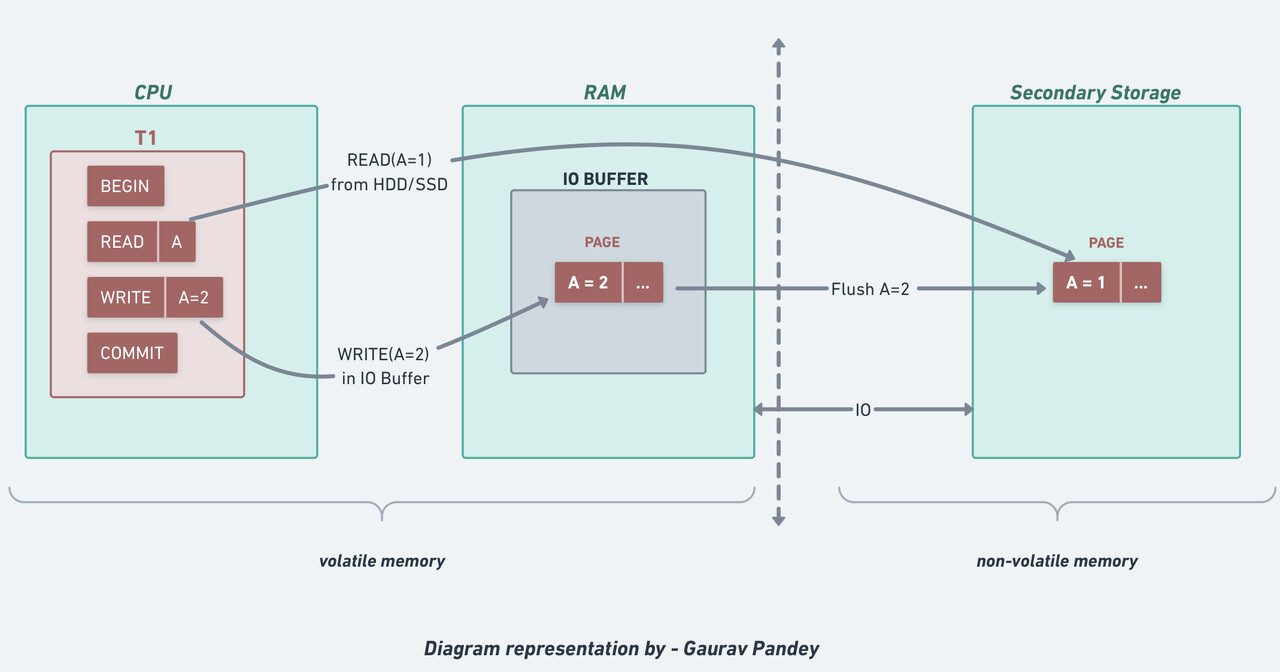 CPU
RAM
Secondary Storage
T1
BEGIN
READ A
WRITE A=2
COMMIT
READ(A=1)
from HDD/SSD
WRITE(A=2)
in IO Buffer
IO BUFFER
PAGE
A = 2 ...
Flush A=2
IO
PAGE
A = 1 ...
volatile memory
non-volatile memory
Diagram representation by - Gaurav Pandey